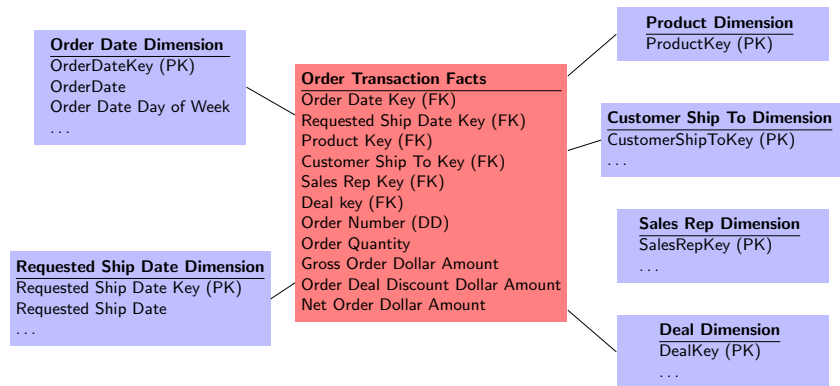 Order Date Dimension
OrderDateKey (PK)
OrderDate
Order Date Day of Week
. . .
Requested Ship Date Dimension
Requested Ship Date Key (PK)
Requested Ship Date
. . .
Order Transaction Facts
Order Date Key (FK)
Requested Ship Date Key (FK)
Product Key (FK)
Customer Ship To Key (FK)
Sales Rep Key (FK)
Deal key (FK)
Order Number (DD)
Order Quantity
Gross Order Dollar Amount
Order Deal Discount Dollar Amount
Net Order Dollar Amount
Product Dimension
ProductKey (PK)
Customer Ship To Dimension
CustomerShipToKey (PK)
. . .
Sales Rep Dimension
SalesRepKey (PK)
. . .
Deal Dimension
DealKey (PK)
. . .